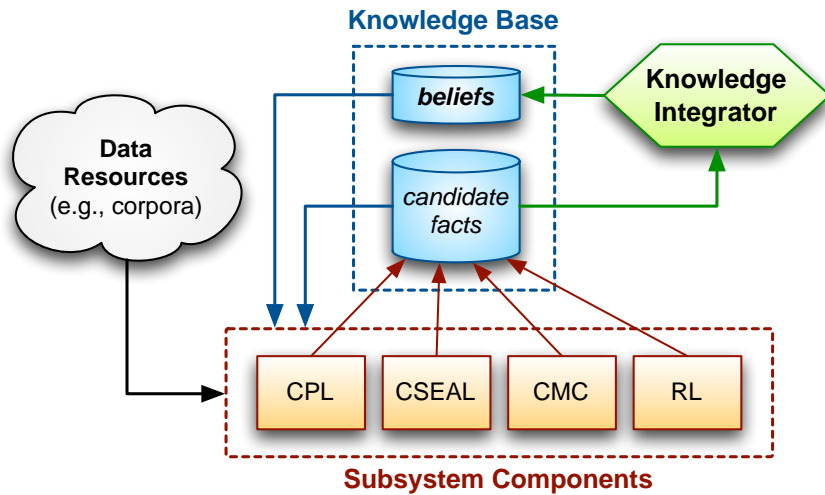 Knowledge Base
beliefs
Knowledge
Integrator
Data
Resources
(e.g., corpora)
candidate
facts
CPL
CSEAL
CMC
RL
Subsystem Components